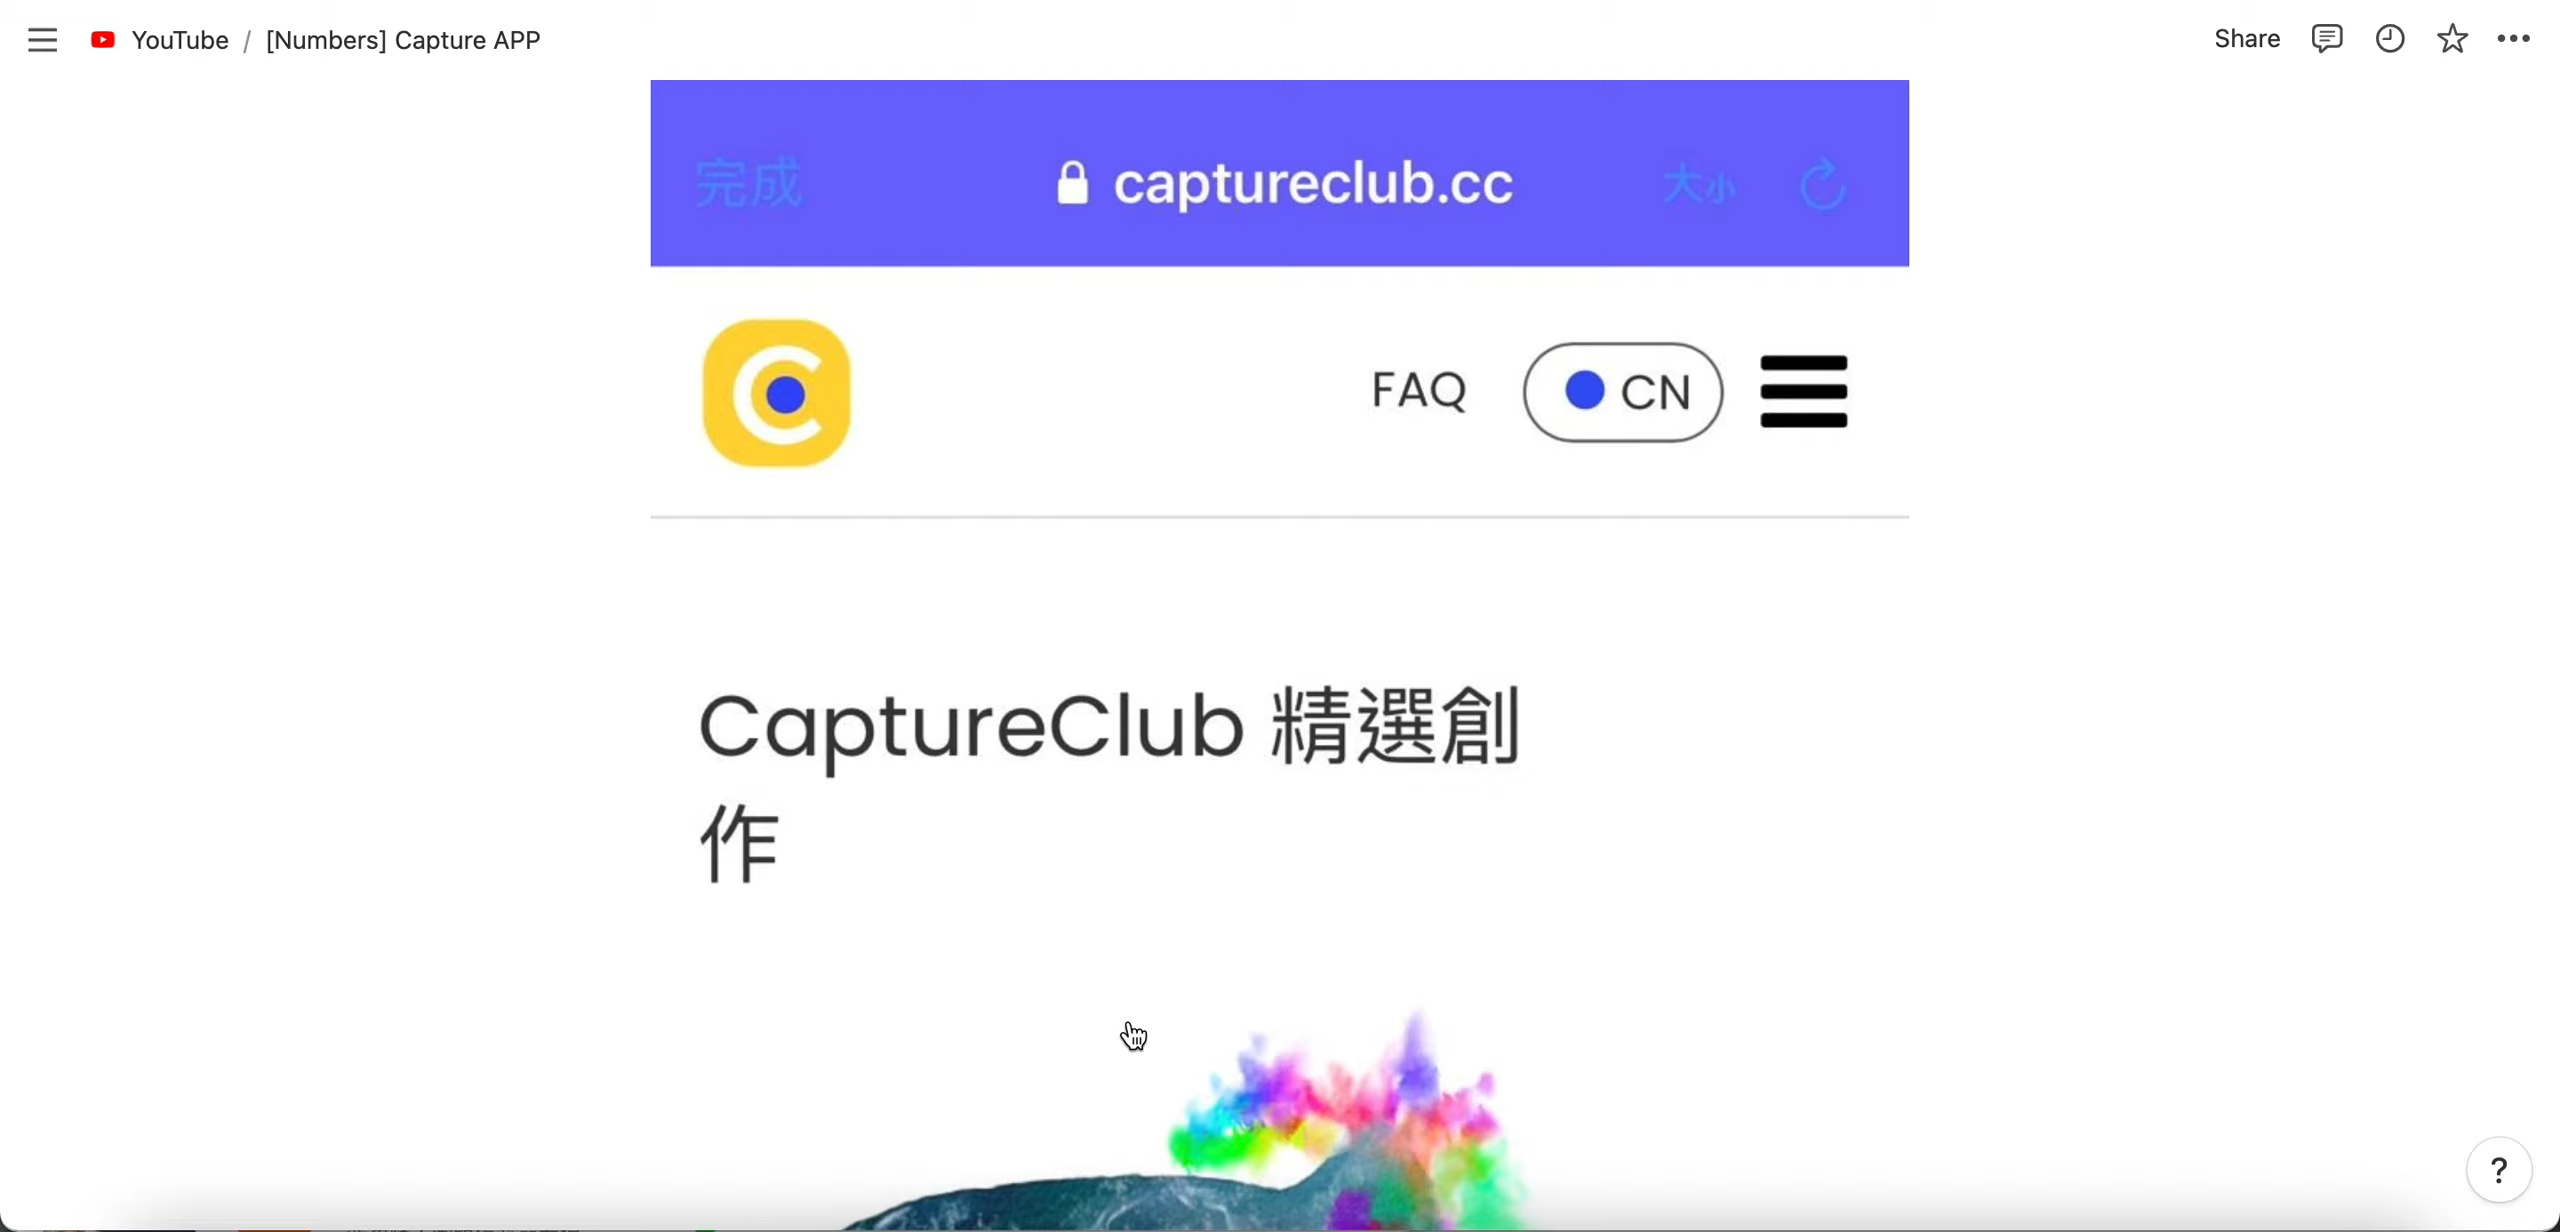 YouTube / [Numbers] Capture APP
Share
完成
captureclub.cc
大小
FAQ
CN
CaptureClub 精選創
作
?